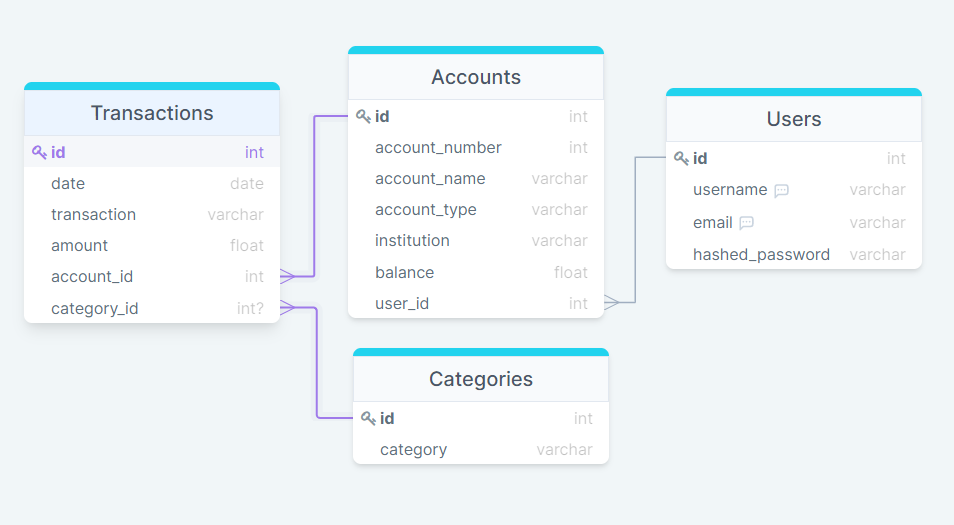 Transactions
id int
date date
transaction varchar
amount float
account_id int
category_id int?
Accounts
id int
account_number int
account_name varchar
account_type varchar
institution varchar
balance float
user_id int
Users
id int
username varchar
email varchar
hashed_password varchar
Categories
id int
category varchar